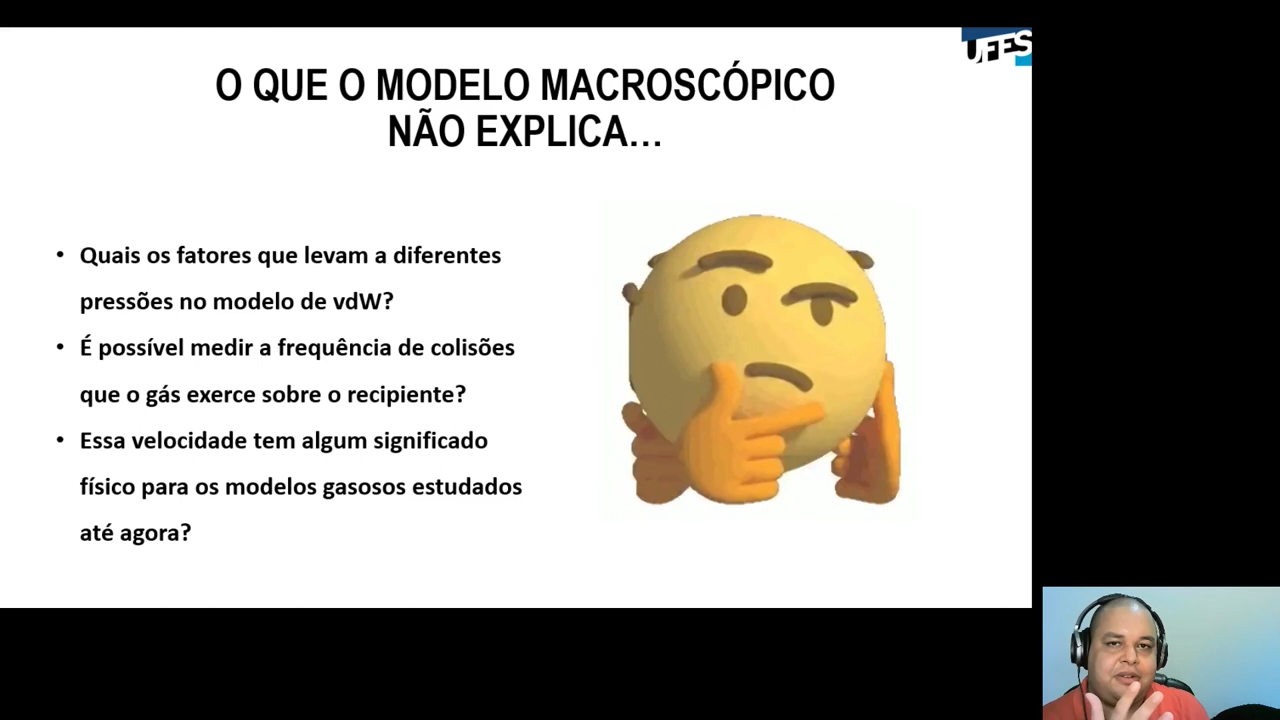 UFES
O QUE O MODELO MACROSCÓPICO
NÃO EXPLICA...
• Quais os fatores que levam a diferentes
pressões no modelo de vdW?
• É possível medir a frequência de colisões
que o gás exerce sobre o recipiente?
• Essa velocidade tem algum significado
físico para os modelos gasosos estudados
até agora?